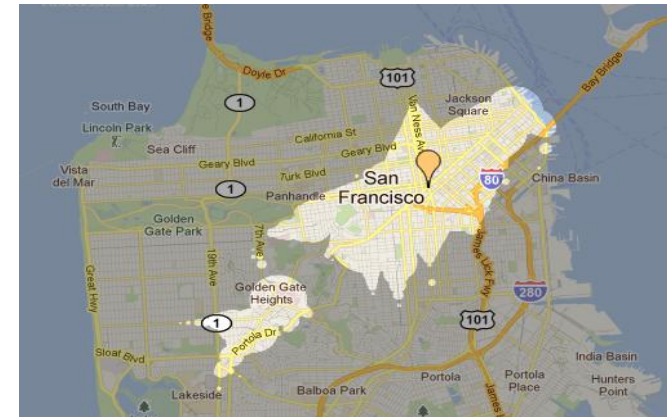 Bridge
Doyle Dr
101
Bay Bridge
1
Van Ness Ave
Jackson
Square
South Bay
Lincoln Park
California St
Sea Cliff
Geary Blvd
Geary Blvd
Turk Blvd
Vista
del Mar
San
Francisco
80
China Basin
1
Panhandle
Golden
Gate Park
7th Ave
19th Ave
Great Hwy
James Lick Fwy
280
Golden Gate
Heights
1
Portola Dr
101
Sloat Blvd
India Basin
Portola
Portola
Place
Hunters
Point
Lakeside
Balboa Park
James